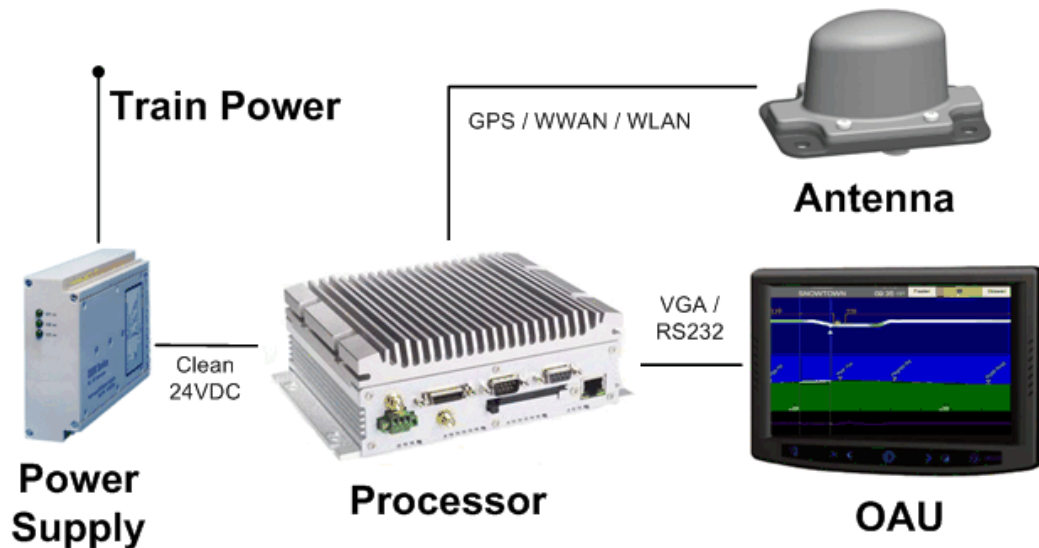 Train Power
GPS / WWAN / WLAN
Antenna
SNOWTOWN
Clean
24VDC
VGA /
RS232
Power
Supply
Processor
OAU